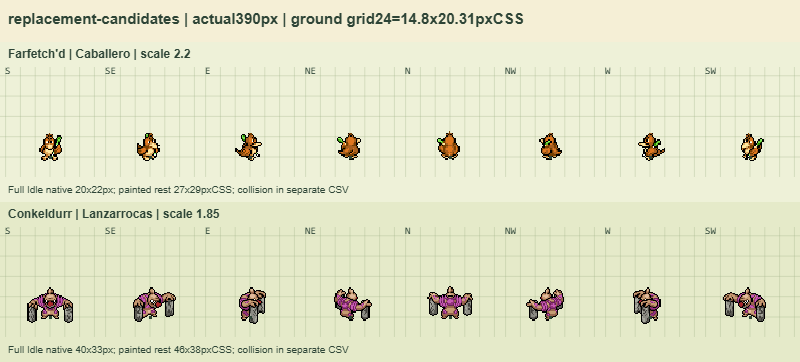 replacement-candidates | actual390px | ground grid24=14.8x20.31pxCSS
Farfetch'd | Caballero | scale 2.2
S SE E NE N NW W SW
Full Idle native 20x22px; painted rest 27x29pxCSS; collision in separate CSV
Conkeldurr | Lanzarrocas | scale 1.85
S SE E NE N NW W SW
Full Idle native 40x33px; painted rest 46x38pxCSS; collision in separate CSV